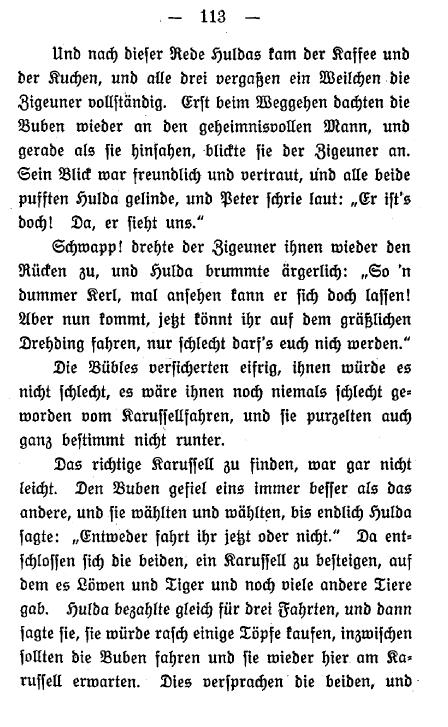 — 113 —
Und nach dieser Rede Huldas kam der Kaffee und
der Kuchen, und alle drei vergaßen ein Weilchen die
Zigeuner vollständig. Erst beim Weggehen dachten die
Buben wieder an den geheimnisvollen Mann, und
gerade als sie hinsahen, blickte sie der Zigeuner an.
Sein Blick war freundlich und vertraut, und alle beide
pufften Hulda gelinde, und Peter schrie laut: „Er ist's
doch! Da, er sieht uns.“
Schwapp! drehte der Zigeuner ihnen wieder den
Rücken zu, und Hulda brummte ärgerlich: „So 'n
dummer Kerl, mal ansehen kann er sich doch lassen!
Aber nun kommt, jetzt könnt ihr auf dem gräßlichen
Drehding fahren, nur schlecht darf's euch nich werden.“
Die Bübles versicherten eifrig, ihnen würde es
nicht schlecht, es wäre ihnen noch niemals schlecht ge-
worden vom Karussellfahren, und sie purzelten auch
ganz bestimmt nicht runter.
Das richtige Karussell zu finden, war gar nicht
leicht. Den Buben gefiel eins immer besser als das
andere, und sie wählten und wählten, bis endlich Hulda
sagte: „Entweder fahrt ihr jetzt oder nicht.“ Da ent-
schlossen sich die beiden, ein Karussell zu besteigen, auf
dem es Löwen und Tiger und noch viele andere Tiere
gab. Hulda bezahlte gleich für drei Fahrten, und dann
sagte sie, sie würde rasch einige Töpfe kaufen, inzwischen
sollten die Buben fahren und sie wieder hier am Ka-
russell erwarten. Dies versprachen die beiden, und